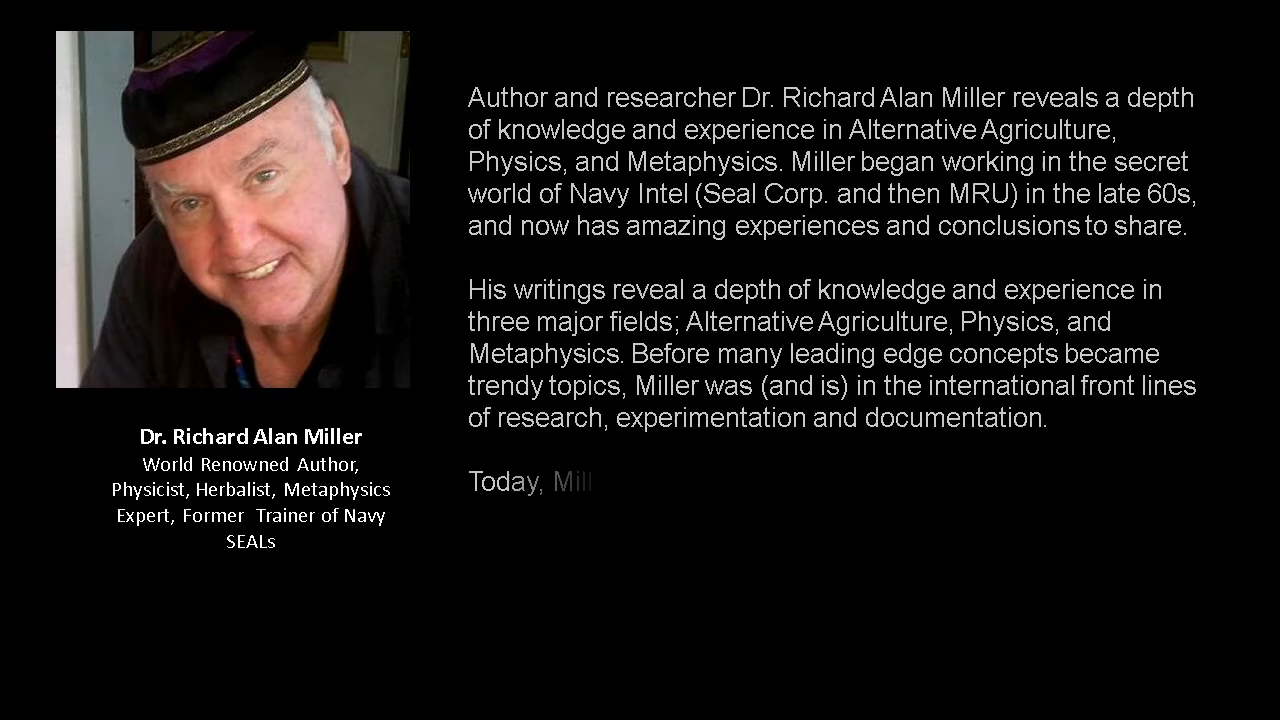 Author and researcher Dr. Richard Alan Miller reveals a depth
of knowledge and experience in Alternative Agriculture,
Physics, and Metaphysics. Miller began working in the secret
world of Navy Intel (Seal Corp. and then MRU) in the late 60s,
and now has amazing experiences and conclusions to share.
His writings reveal a depth of knowledge and experience in
three major fields; Alternative Agriculture, Physics, and
Metaphysics. Before many leading edge concepts became
trendy topics, Miller was (and is) in the international front lines
of research, experimentation and documentation.
Today, Mill
Dr. Richard Alan Miller
World Renowned Author,
Physicist, Herbalist, Metaphysics
Expert, Former Trainer of Navy
SEALs